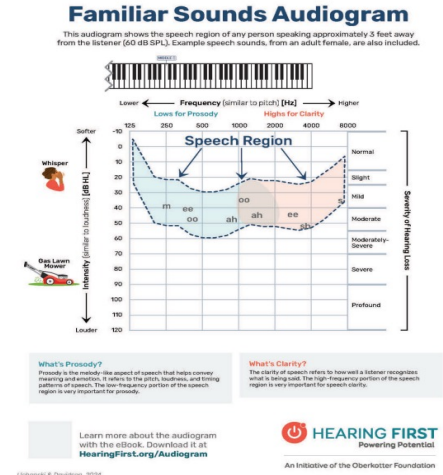 Familiar Sounds Audiogram
This audiogram shows the speech region of any person speaking approximately 3 feet away
from the listener (60 dB SPL). Example speech sounds, from an adult female, are also included.
Lower Frequency (similar to pitch) [Hz] Higher
Lows for Prosody Highs for Clarity
125 250 500 1000 2000 4000 8000
Softer
Whisper
Gas Lawn
Mower
Louder
Intensity (similar to loudness) [dB HL]
-10
0
10
20
30
40
50
60
70
80
90
100
110
120
Speech Region
m
ee
oo
ah
oo
ah
ee
sh
s
Normal
Slight
Mild
Moderate
Moderately-
Severe
Severe
Profound
Severity of Hearing Loss
What's Prosody?
Prosody is the melody-like aspect of speech that helps convey
meaning and emotion. It refers to the pitch, loudness, and timing
patterns of speech. The low-frequency portion of the speech
region is very important for prosody.
What's Clarity?
The clarity of speech refers to how well a listener recognizes
what is being said. The high-frequency portion of the speech
region is very important for speech clarity.
Learn more about the audiogram
with the eBook. Download it at
HearingFirst.org/Audiogram
HEARING FIRST
Powering Potential
An Initiative of the Oberkotter Foundation